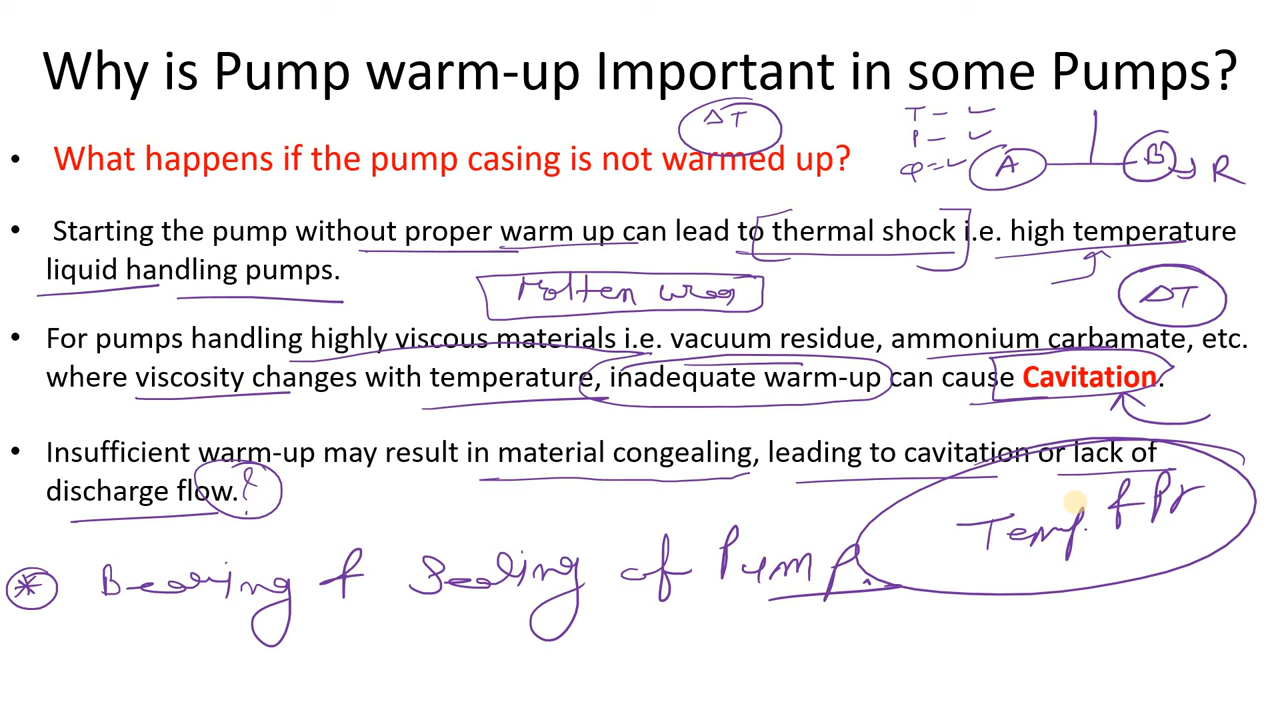 Why is Pump warm-up Important in some Pumps?
ΔT
T = ✓
P = ✓
φ = ✓
A
B
R
• What happens if the pump casing is not warmed up?
• Starting the pump without proper warm up can lead to thermal shock i.e. high temperature
liquid handling pumps.
Molten
ΔT
• For pumps handling highly viscous materials i.e. vacuum residue, ammonium carbamate, etc.
where viscosity changes with temperature, inadequate warm-up can cause Cavitation.
• Insufficient warm-up may result in material congealing, leading to cavitation or lack of
discharge flow.
?
Temp. & Pr
* Bearing & Sealing of Pump